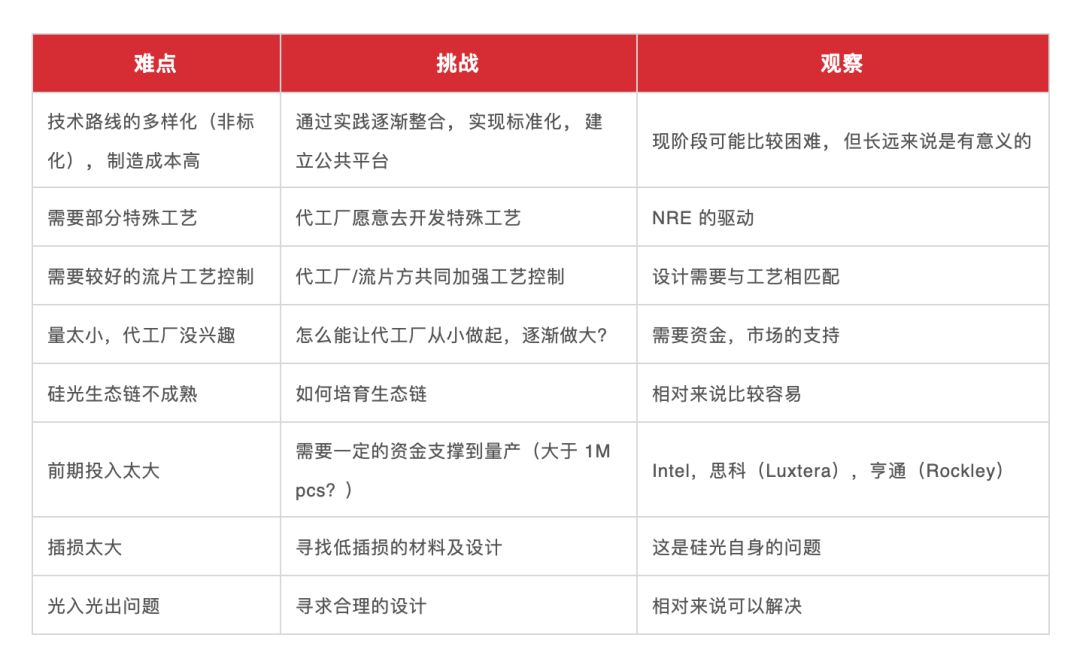 难点 挑战 观察
技术路线的多样化（非标
化），制造成本高
通过实践逐渐整合，实现标准化，建
立公共平台
现阶段可能比较困难，但长远来说是有意义的
需要部分特殊工艺 代工厂愿意去开发特殊工艺 NRE 的驱动
需要较好的流片工艺控制 代工厂/流片方共同加强工艺控制 设计需要与工艺相匹配
量太小，代工厂没兴趣 怎么能让代工厂从小做起，逐渐做大？ 需要资金，市场的支持
硅光生态链不成熟 如何培育生态链 相对来说比较容易
前期投入太大
需要一定的资金支撑到量产（大于 1M
pcs？）
Intel，思科（Luxtera），亨通（Rockley）
插损太大 寻找低插损的材料及设计 这是硅光自身的问题
光入光出问题 寻求合理的设计 相对来说可以解决